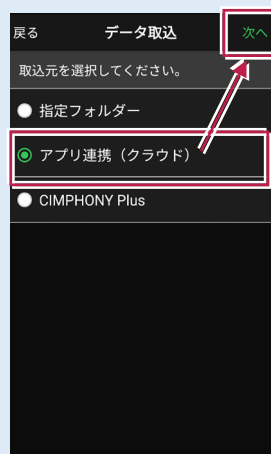 戻る データ取込 次へ
取込元を選択してください。
指定フォルダー
アプリ連携（クラウド）
CIMPHONY Plus